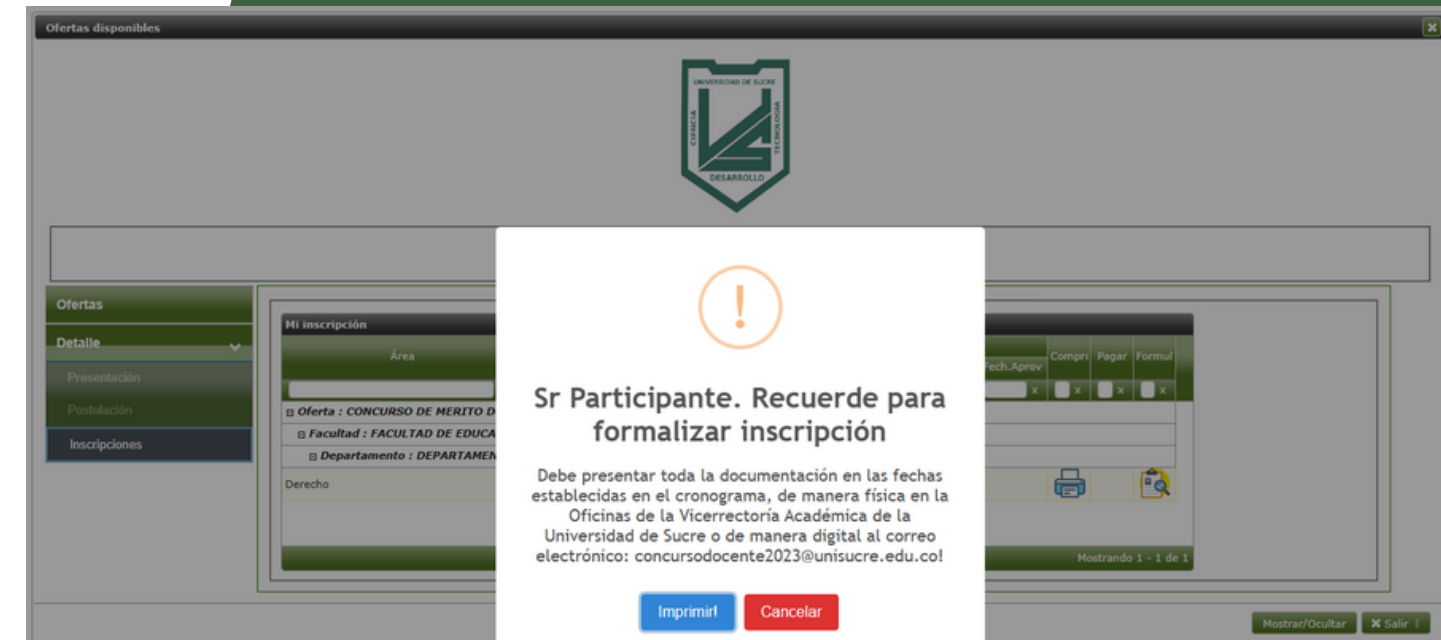 Ofertas disponibles
UNIVERSIDAD DE SUCRE
CIENCIA
TECNOLOGÍA
DESARROLLO
Ofertas
Detalle
Presentación
Postulación
Inscripciones
Mi inscripción
Área
Fech.Aprov
Compr
Pagar
Formul
x x x x
Oferta : CONCURSO DE MERITO D
Facultad : FACULTAD DE EDUCA
Departamento : DEPARTAMEN
Derecho
Mostrando 1 - 1 de 1
!
Sr Participante. Recuerde para
formalizar inscripción
Debe presentar toda la documentación en las fechas
establecidas en el cronograma, de manera física en la
Oficinas de la Vicerrectoría Académica de la
Universidad de Sucre o de manera digital al correo
electrónico: concursodocente2023@unisucre.edu.co!
Imprimir!
Cancelar
Mostrar/Ocultar
Salir !